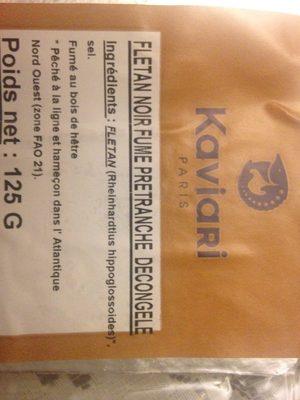 Kaviari
PARIS
FLETAN NOIR FUME PRETRANCHE DECONGELE
Ingrédients : FLETAN (Rheinhardtius hippoglossoides)*,
sel.
Fumé au bois de hêtre
* Pêché à la ligne et hameçon dans l' Atlantique
Nord Ouest (zone FAO 21).
Poids net : 125 G